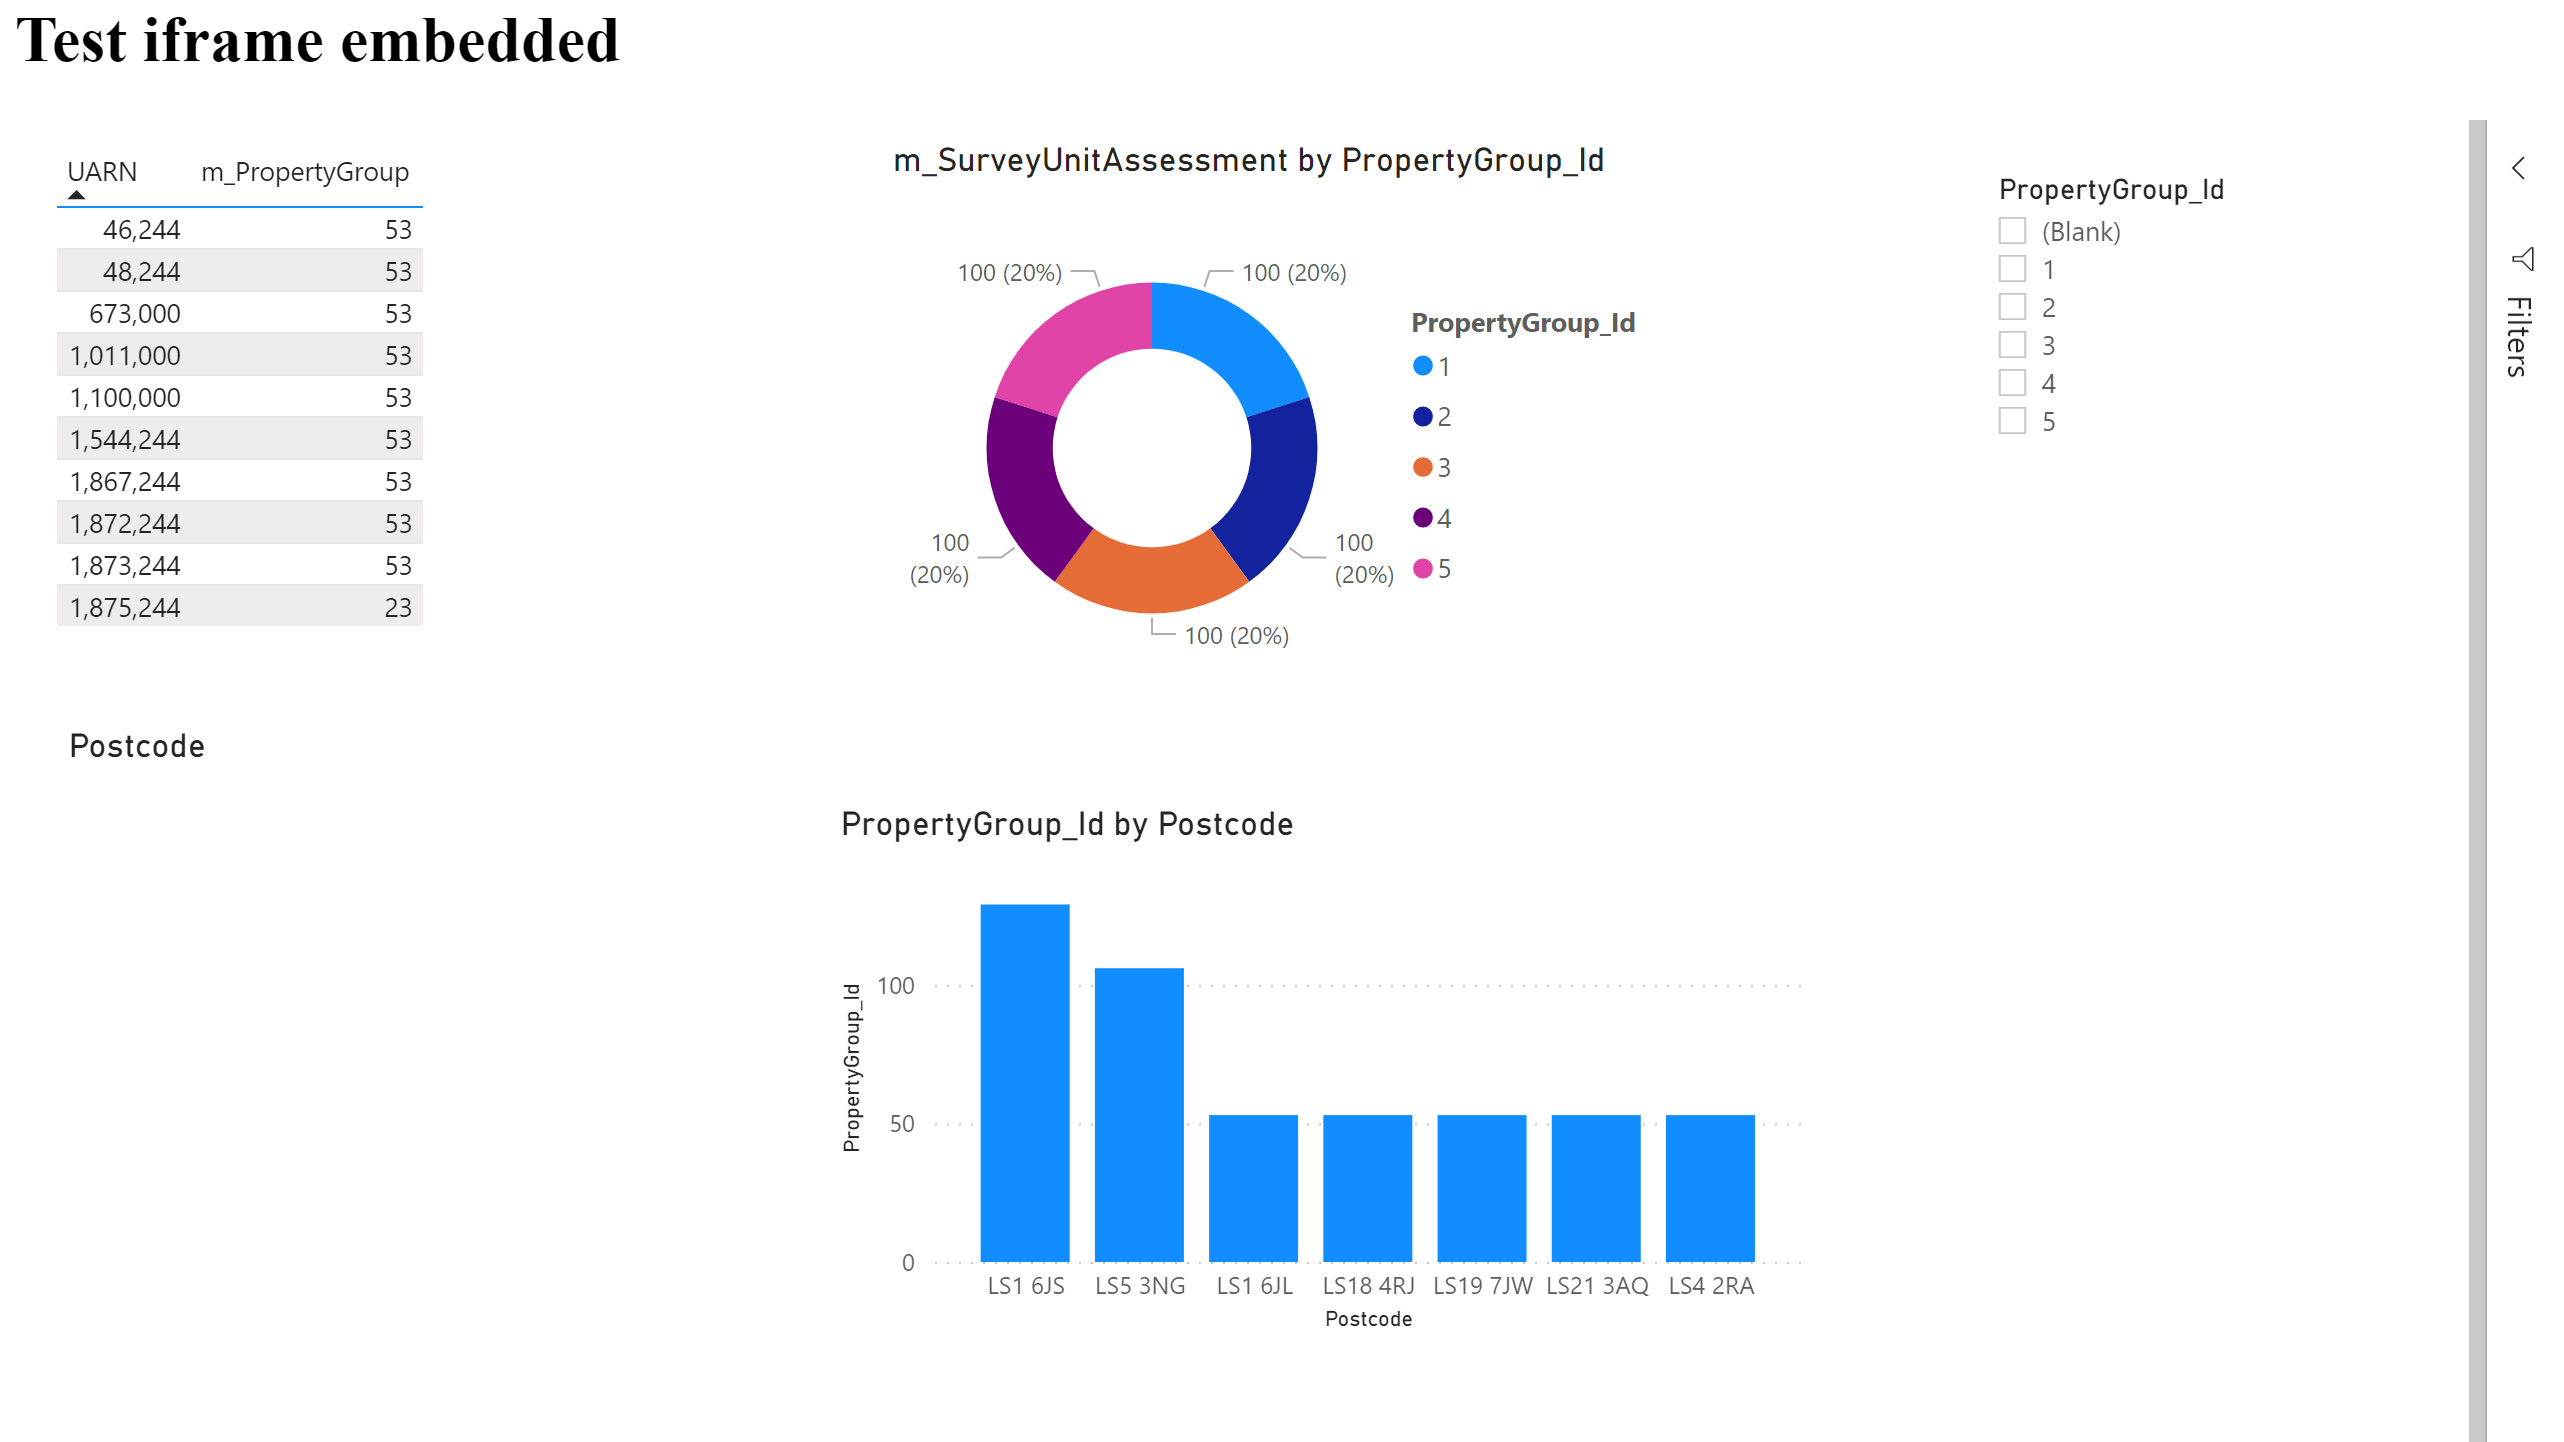 Test iframe embedded
UARN m_PropertyGroup
46,244 53
48,244 53
673,000 53
1,011,000 53
1,100,000 53
1,544,244 53
1,867,244 53
1,872,244 53
1,873,244 53
1,875,244 23
m_SurveyUnitAssessment by PropertyGroup_Id
100 (20%) 100 (20%)
100
(20%)
100
(20%)
100 (20%)
PropertyGroup_Id
1
2
3
4
5
PropertyGroup_Id
(Blank)
1
2
3
4
5
Filters
Postcode
PropertyGroup_Id by Postcode
PropertyGroup_Id
100
50
0
LS1 6JS LS5 3NG LS1 6JL LS18 4RJ LS19 7JW LS21 3AQ LS4 2RA
Postcode